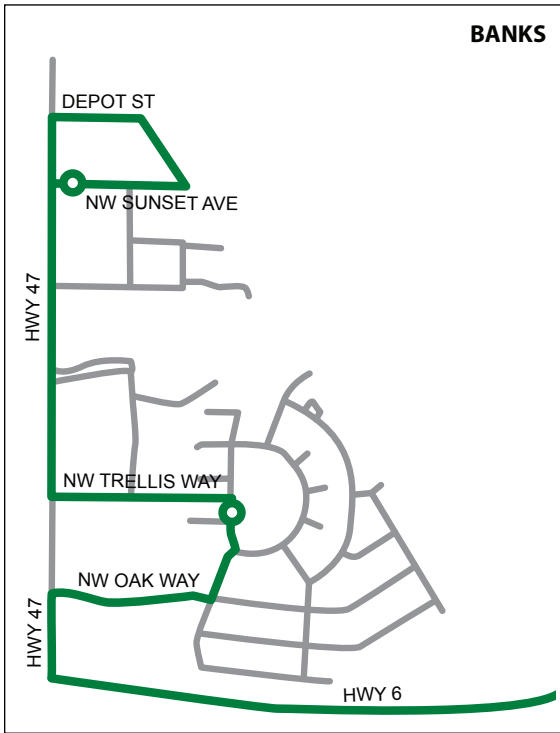 BANKS
DEPOT ST
NW SUNSET AVE
HWY 47
NW TRELLIS WAY
NW OAK WAY
HWY 47
HWY 6